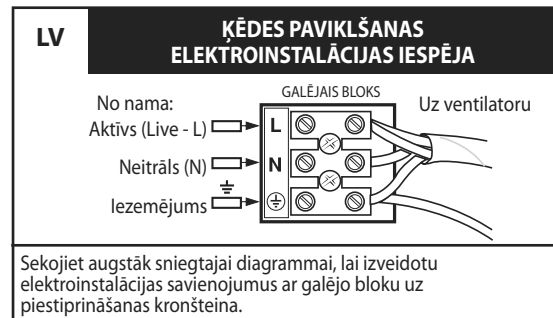 LV
ĶĒDES PAVIKLŠANAS
ELEKTROINSTALĀCIJAS IESPĒJA
GALĒJAIS BLOKS
No nama:
Uz ventilatoru
Aktīvs (Live - L)
L
Neitrāls (N)
N
Iezemējums
Sekojiet augstāk sniegtajai diagrammai, lai izveidotu
elektroinstalācijas savienojumus ar galējo bloku uz
piestiprināšanas kronšteina.